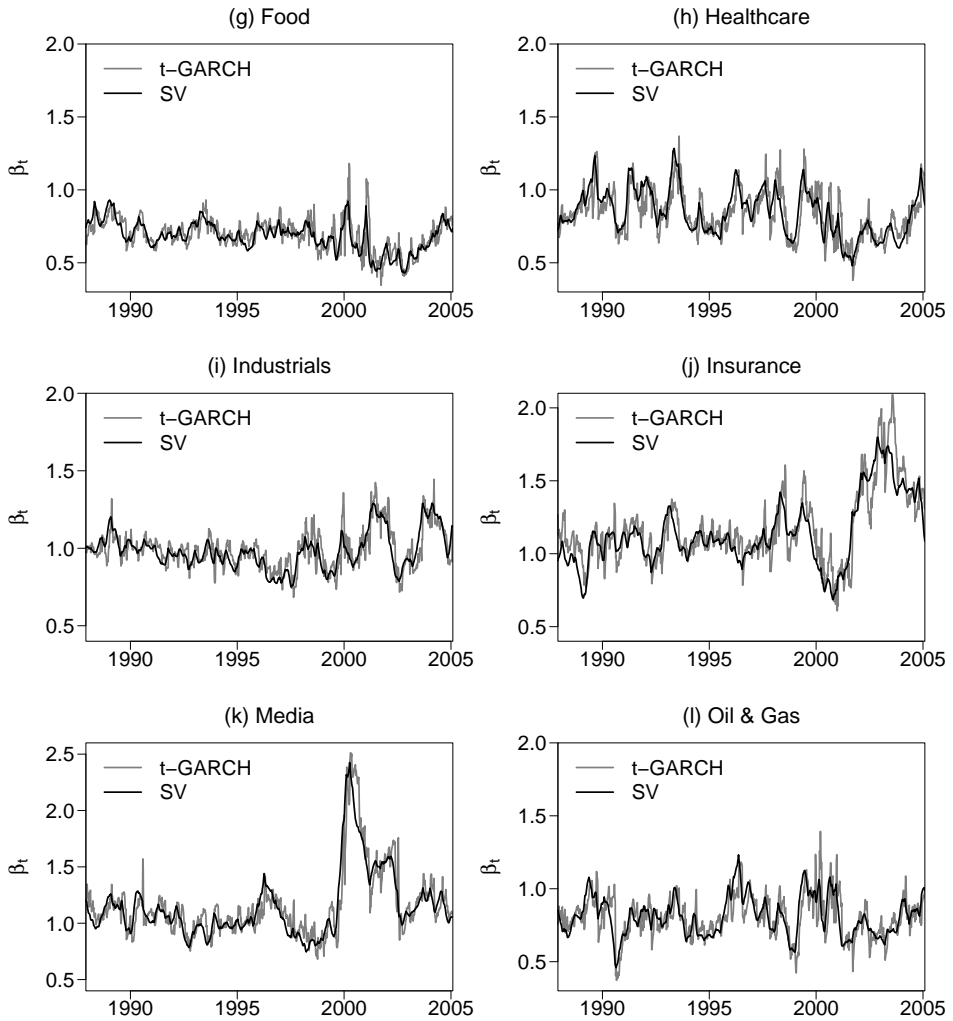 (g) Food
2.0
1.5
1.0
0.5
βt
t−GARCH
SV
1990 1995 2000 2005
(h) Healthcare
2.0
1.5
1.0
0.5
βt
t−GARCH
SV
1990 1995 2000 2005
(i) Industrials
2.0
1.5
1.0
0.5
βt
t−GARCH
SV
1990 1995 2000 2005
(j) Insurance
2.0
1.5
1.0
0.5
βt
t−GARCH
SV
1990 1995 2000 2005
(k) Media
2.5
2.0
1.5
1.0
0.5
βt
t−GARCH
SV
1990 1995 2000 2005
(l) Oil & Gas
2.0
1.5
1.0
0.5
βt
t−GARCH
SV
1990 1995 2000 2005